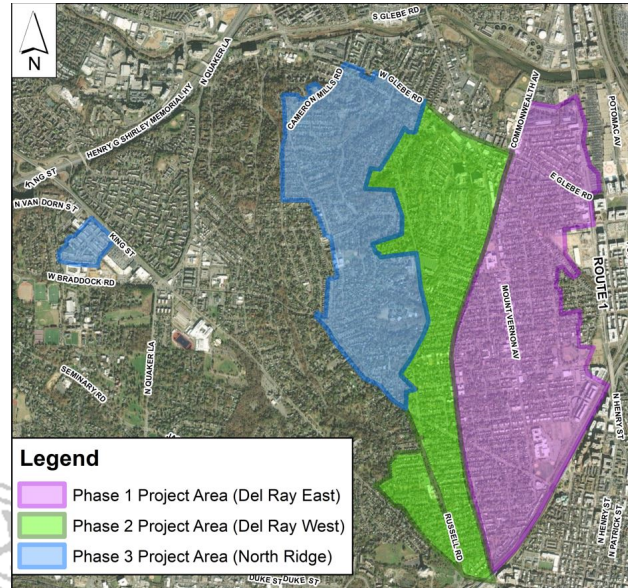 S GLEBE RD
N QUAKER LA
HENRY G SHIRLEY MEMORIAL HY
CAMERON MILLS RD
W GLEBE RD
COMMONWEALTH AV
POTOMAC AV
KING ST
N VAN DORN ST
KING ST
E GLEBE RD
W BRADDOCK RD
ROUTE 1
MOUNT VERNON AV
N QUAKER LA
SEMINARY RD
N HENRY ST
RUSSELL RD
N HENRY ST
N PATRICK ST
DUKE ST
DUKE ST
N
Legend
Phase 1 Project Area (Del Ray East)
Phase 2 Project Area (Del Ray West)
Phase 3 Project Area (North Ridge)